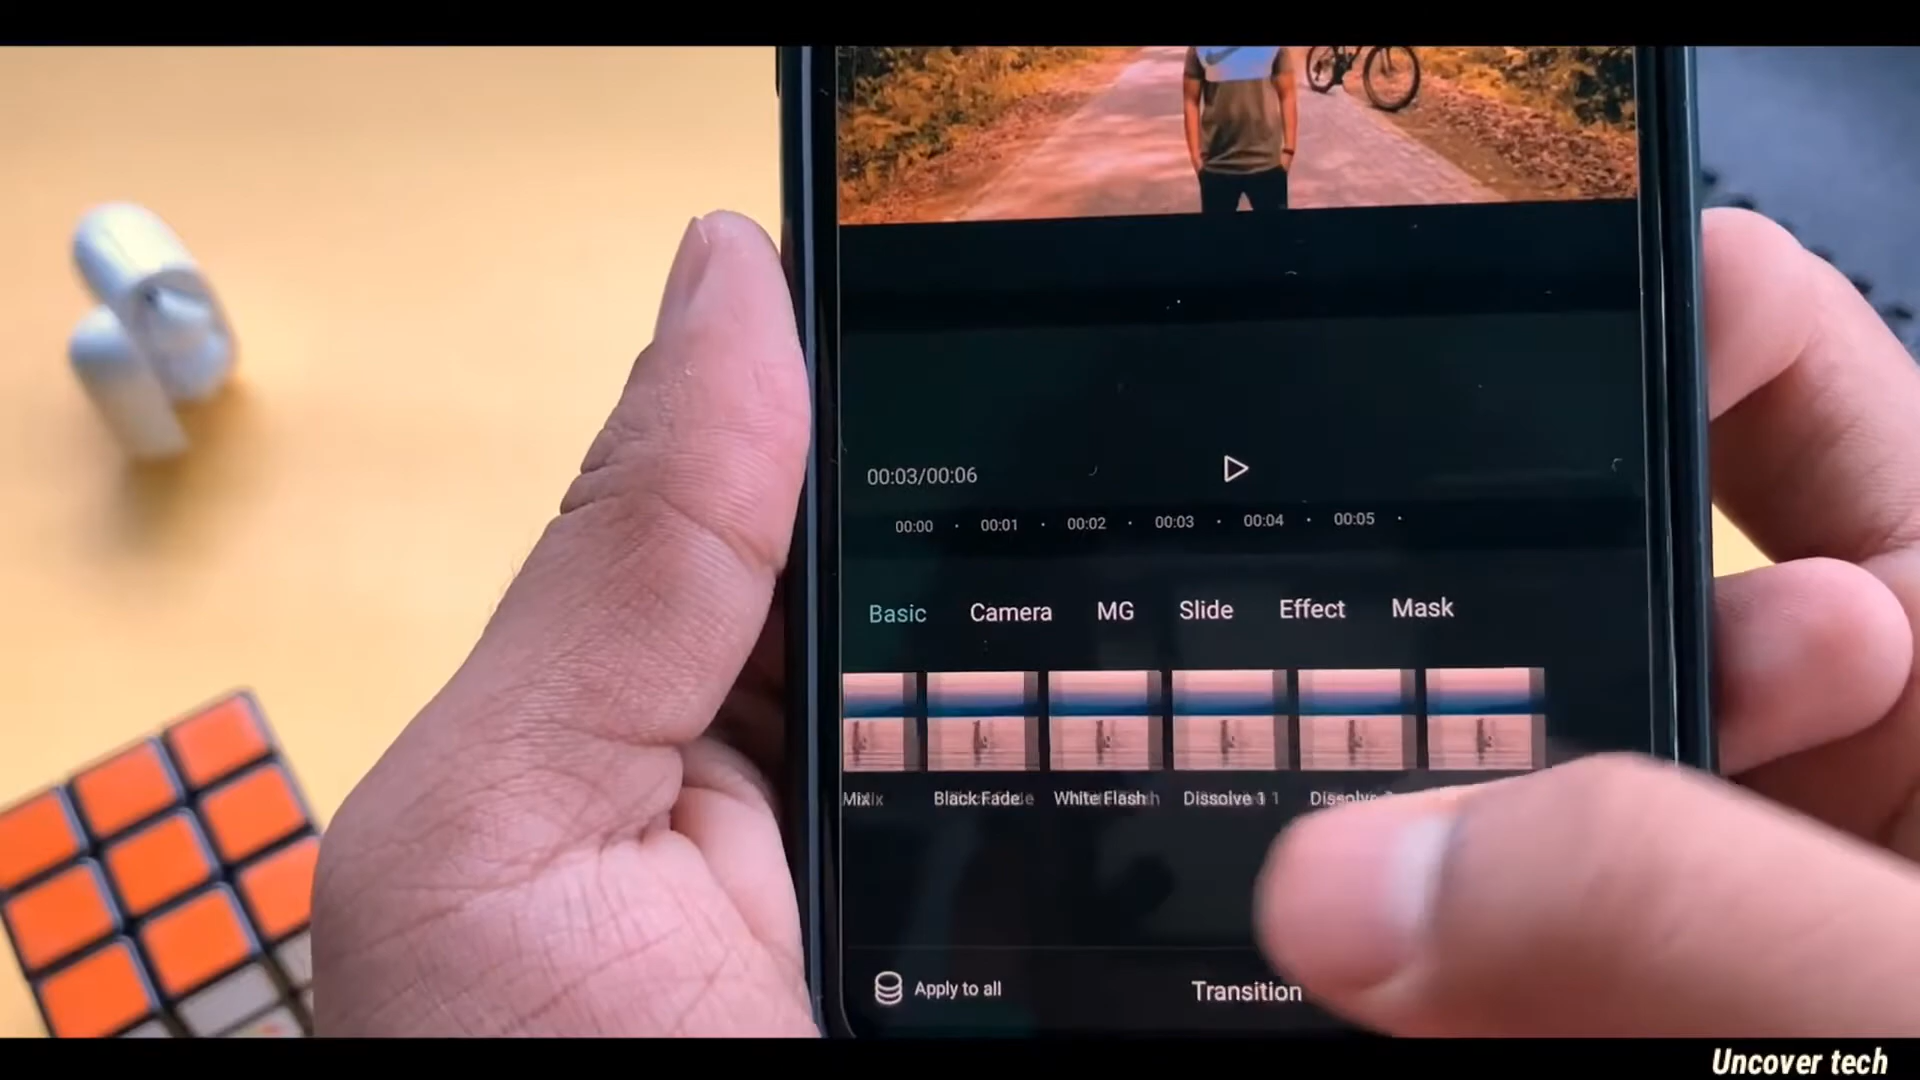 00:03/00:06
00:00 · 00:01 · 00:02 · 00:03 · 00:04 · 00:05 ·
Basic Camera MG Slide Effect Mask
Mix Black Fade White Flash Dissolve 1
Apply to all Transition
Uncover tech